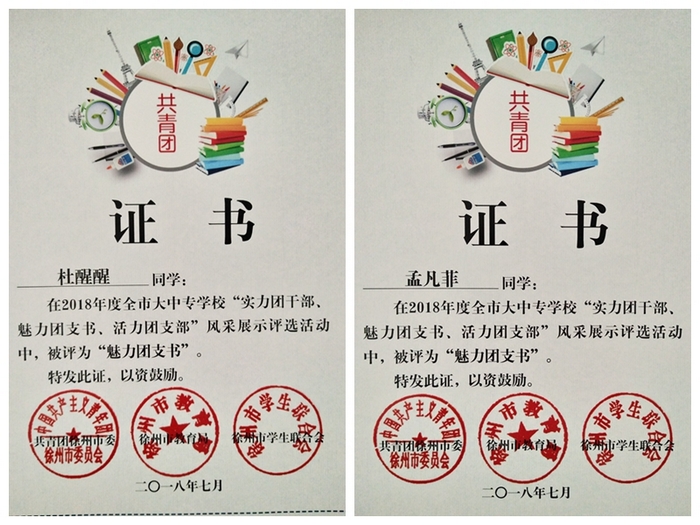 共青团
证 书
杜醒醒 同学：
在2018年度全市大中专学校“实力团干部、
魅力团支书、活力团支部”风采展示评选活动
中，被评为“魅力团支书”。
特发此证，以资鼓励。
中国共产主义青年团
徐州市委员会
共青团徐州市委
徐州市教育局
徐州市教育局
徐州市学生联合会
徐州市学生联合会
二〇一八年七月
共青团
证 书
孟凡菲 同学：
在2018年度全市大中专学校“实力团干部、
魅力团支书、活力团支部”风采展示评选活动
中，被评为“魅力团支书”。
特发此证，以资鼓励。
中国共产主义青年团
徐州市委员会
共青团徐州市委
徐州市教育局
徐州市教育局
徐州市学生联合会
徐州市学生联合会
二〇一八年七月